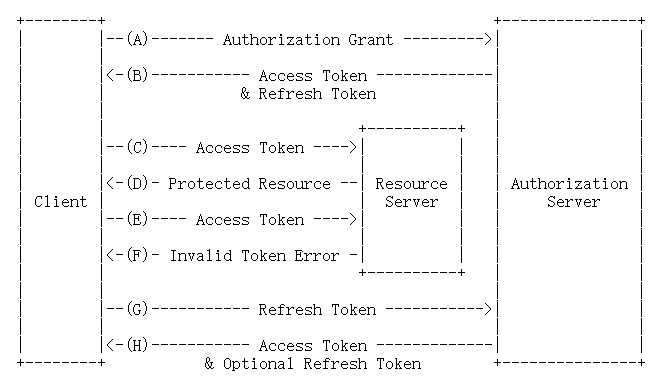 (A) Authorization Grant
(B) Access Token
& Refresh Token
(C) Access Token
(D) Protected Resource
Resource
Authorization
Client
Server
Server
(E) Access Token
(F) Invalid Token Error
(G) Refresh Token
(H) Access Token
& Optional Refresh Token